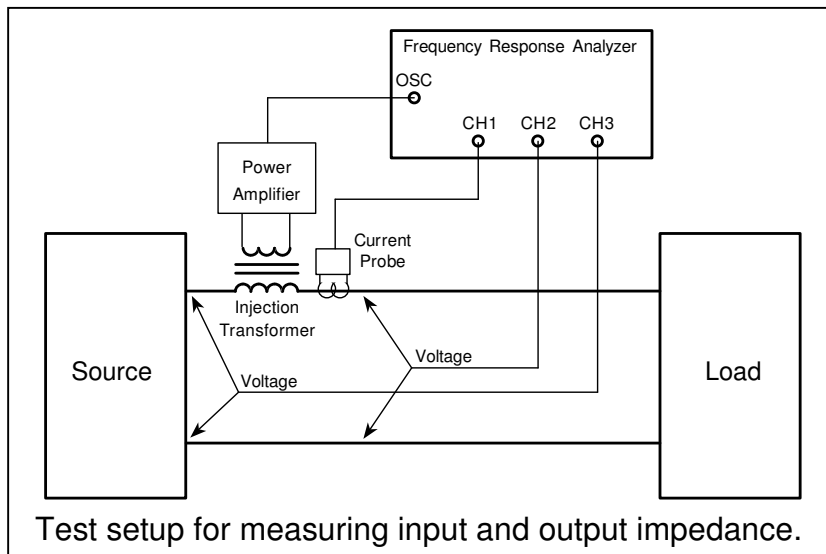 Frequency Response Analyzer
OSC
CH1
CH2
CH3
Power
Amplifier
Current
Probe
Injection
Transformer
Source
Voltage
Voltage
Load
Test setup for measuring input and output impedance.